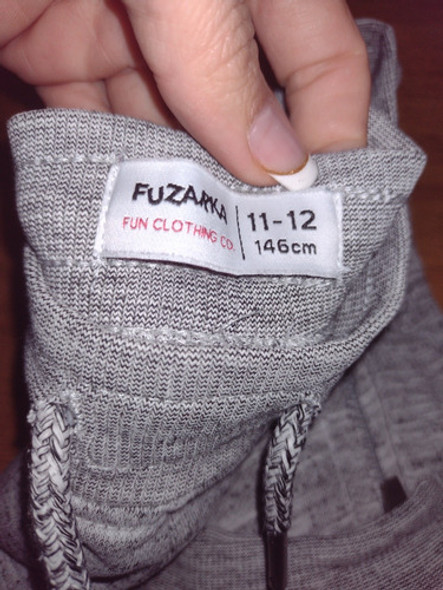 FUZARKA
FUN CLOTHING CO.
11-12
146cm